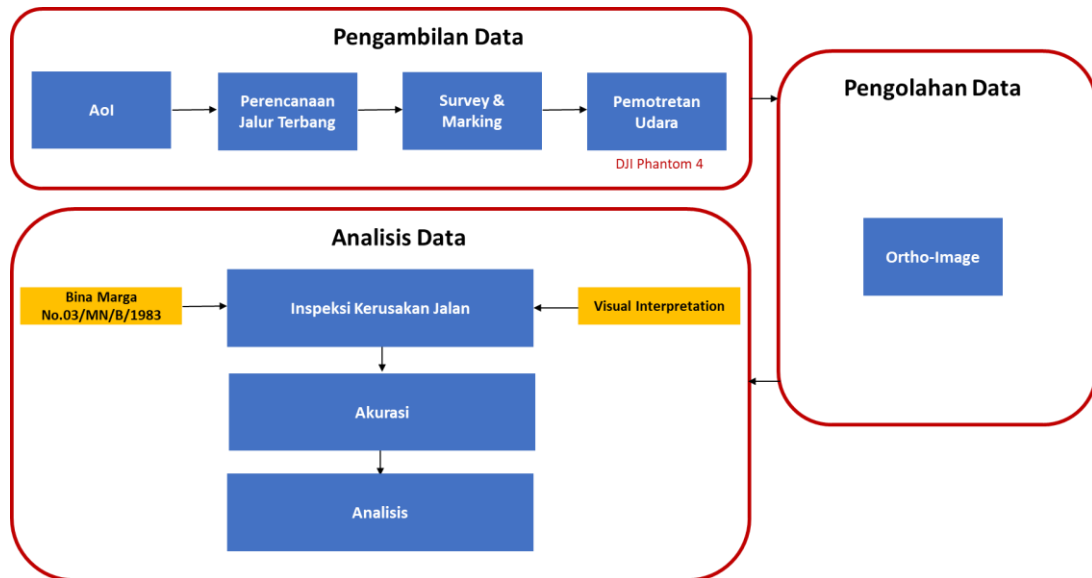 Pengambilan Data
AoI
Perencanaan
Jalur Terbang
Survey &
Marking
Pemotretan
Udara
DJI Phantom 4
Pengolahan Data
Ortho-Image
Analisis Data
Bina Marga
No.03/MN/B/1983
Inspeksi Kerusakan Jalan
Visual Interpretation
Akurasi
Analisis